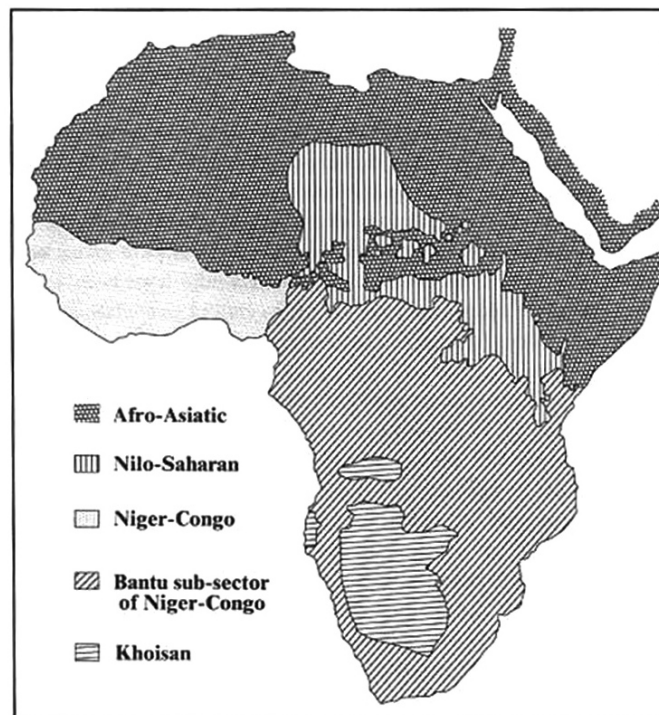 Afro-Asiatic
Nilo-Saharan
Niger-Congo
Bantu sub-sector
of Niger-Congo
Khoisan